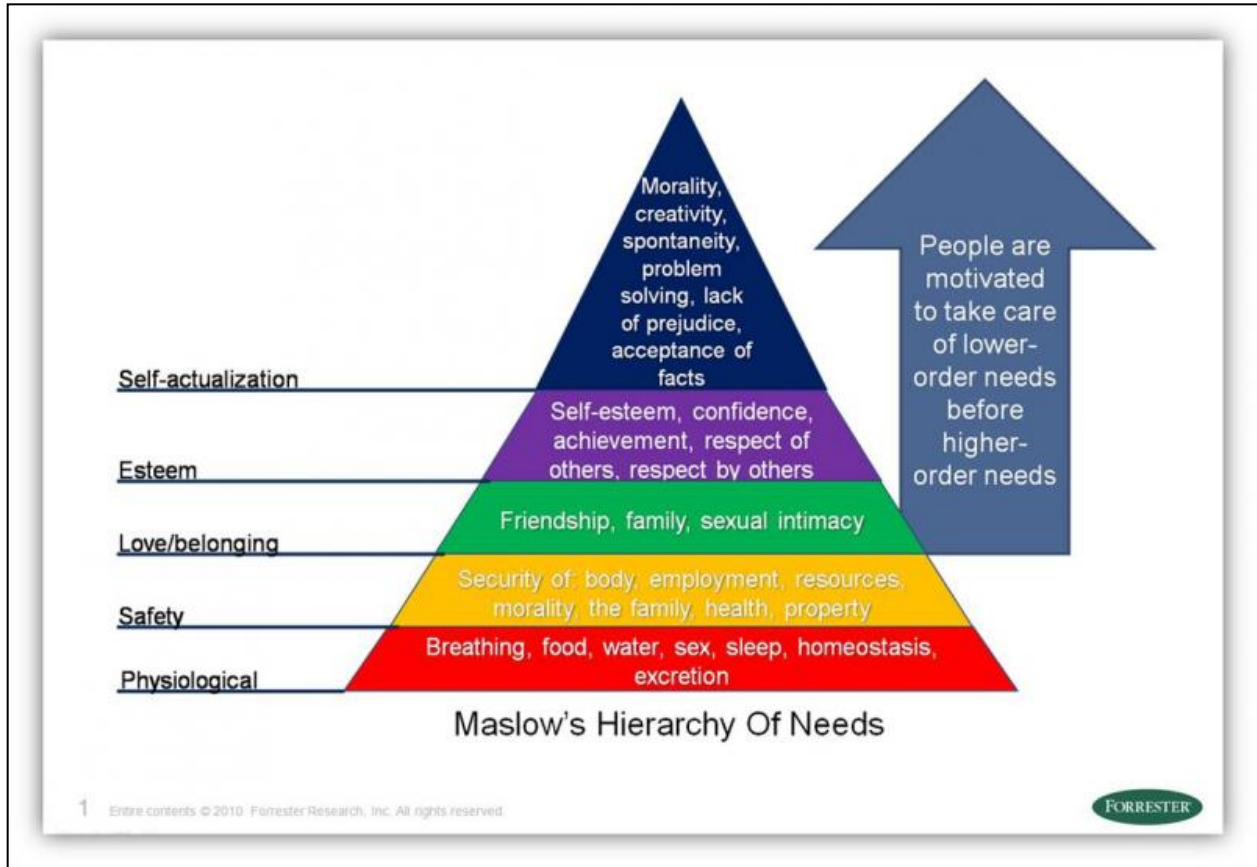 Morality,
creativity,
spontaneity,
problem
solving, lack
of prejudice,
acceptance of
facts
Self-actualization
Self-esteem, confidence,
achievement, respect of
others, respect by others
Esteem
Friendship, family, sexual intimacy
Love/belonging
Security of: body, employment, resources,
morality, the family, health, property
Safety
Breathing, food, water, sex, sleep, homeostasis,
excretion
Physiological
People are
motivated
to take care
of lower-
order needs
before
higher-
order needs
Maslow's Hierarchy Of Needs
1 Entire contents © 2010 Forrester Research, Inc. All rights reserved.
FORRESTER